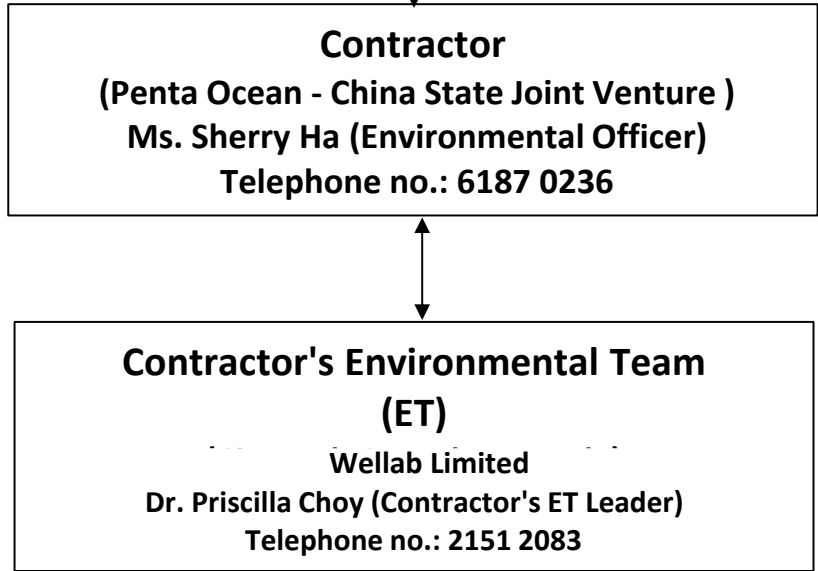 Contractor
(Penta Ocean - China State Joint Venture )
Ms. Sherry Ha (Environmental Officer)
Telephone no.: 6187 0236
Contractor's Environmental Team
(ET)
Wellab Limited
Dr. Priscilla Choy (Contractor's ET Leader)
Telephone no.: 2151 2083